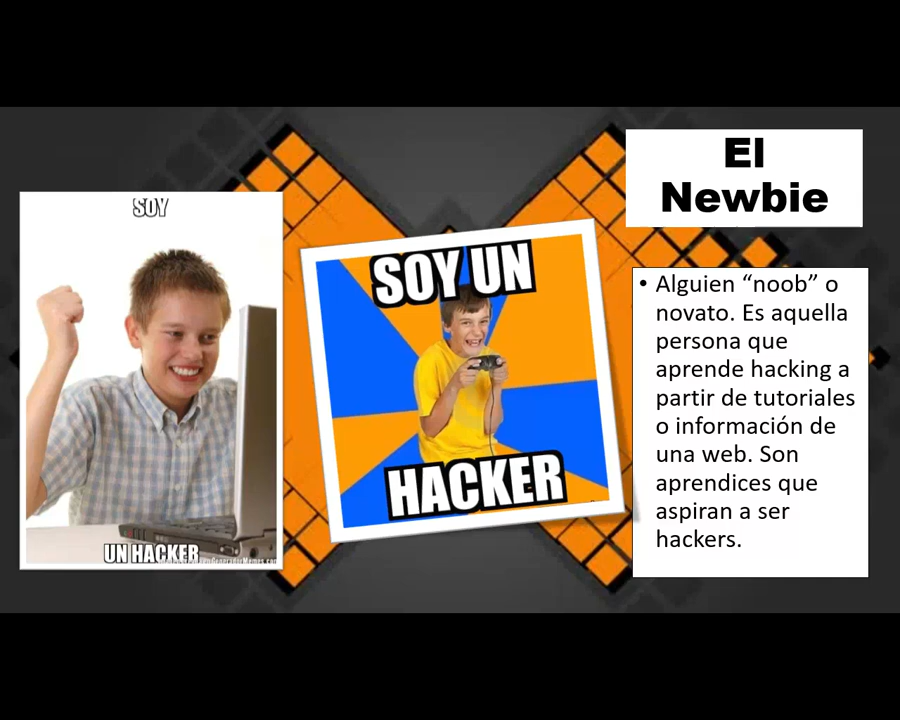 SOY
UN HACKER
SOY UN
HACKER
El
Newbie
• Alguien “noob” o
novato. Es aquella
persona que
aprende hacking a
partir de tutoriales
o información de
una web. Son
aprendices que
aspiran a ser
hackers.